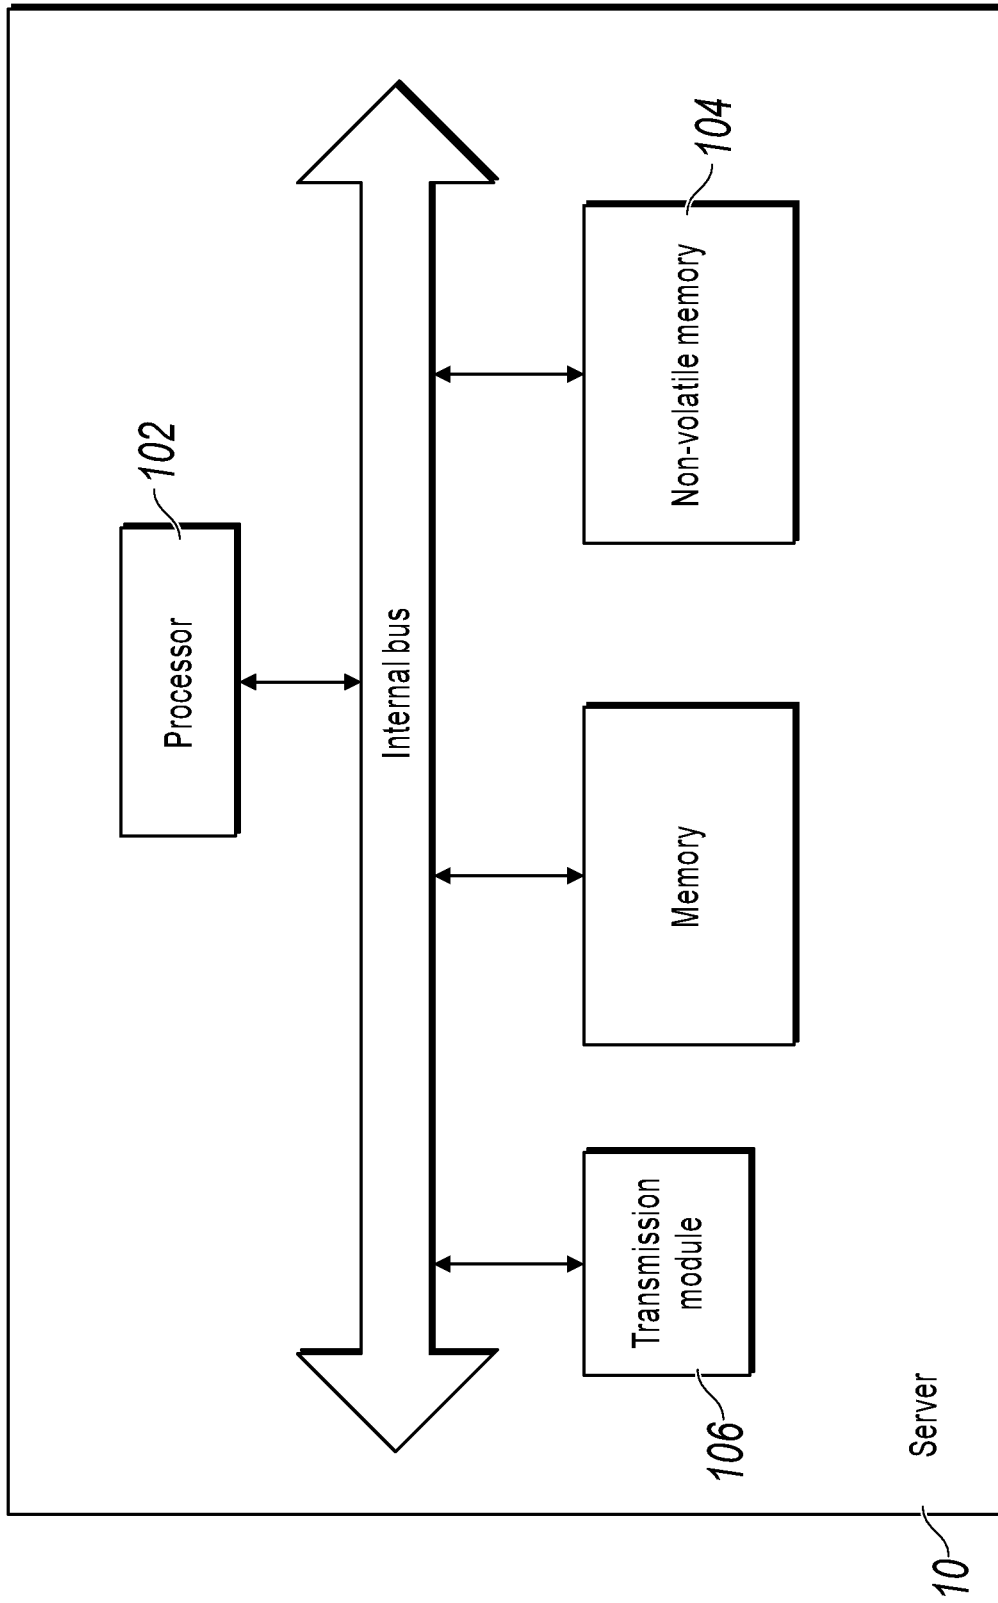 102
Processor
Internal bus
106
Transmission
module
Memory
Non-volatile memory
104
10
Server